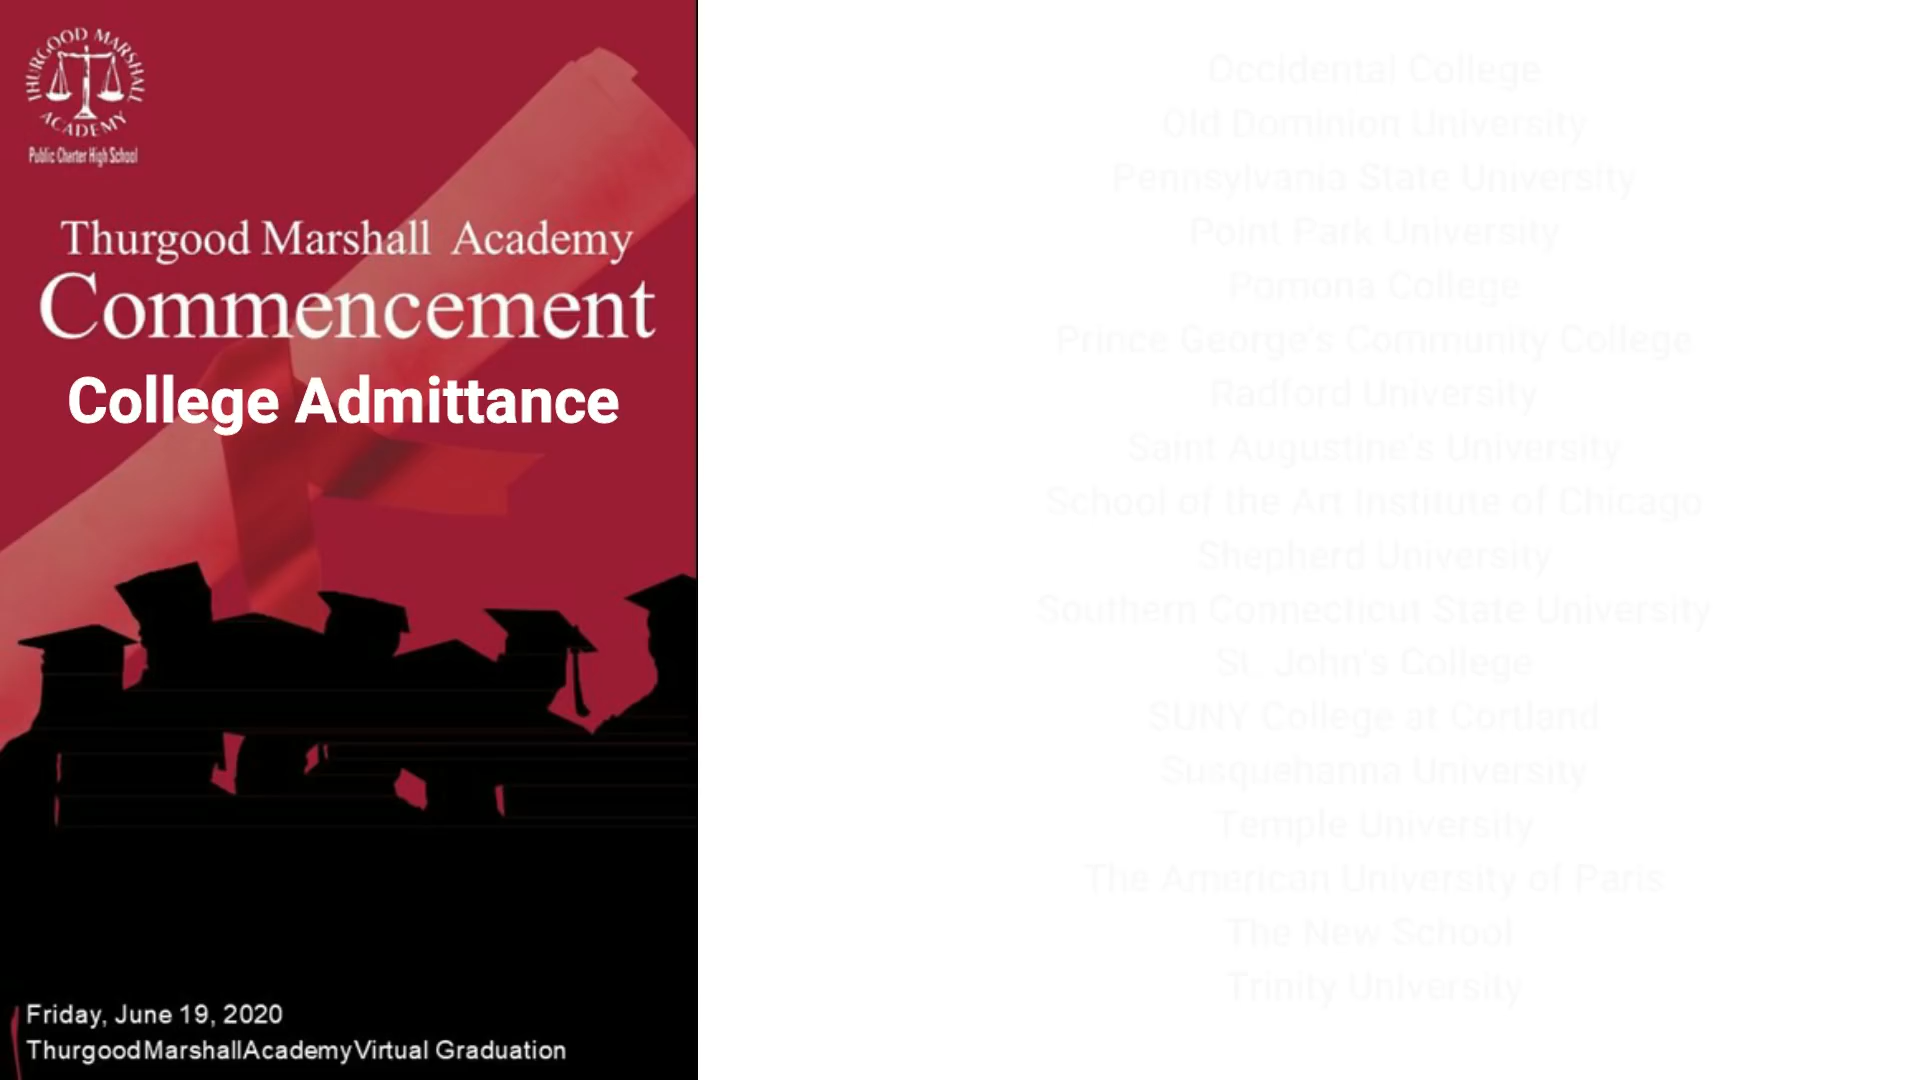 THURGOOD MARSHALL
ACADEMY
Public Charter High School
Thurgood Marshall Academy
Commencement
College Admittance
Friday, June 19, 2020
ThurgoodMarshallAcademyVirtual Graduation
Occidental College
Old Dominion University
Pennsylvania State University
Point Park University
Pomona College
Prince George's Community College
Radford University
Saint Augustine's University
School of the Art Institute of Chicago
Shepherd University
Southern Connecticut State University
St. John's College
SUNY College at Cortland
Susquehanna University
Temple University
The American University of Paris
The New School
Trinity University